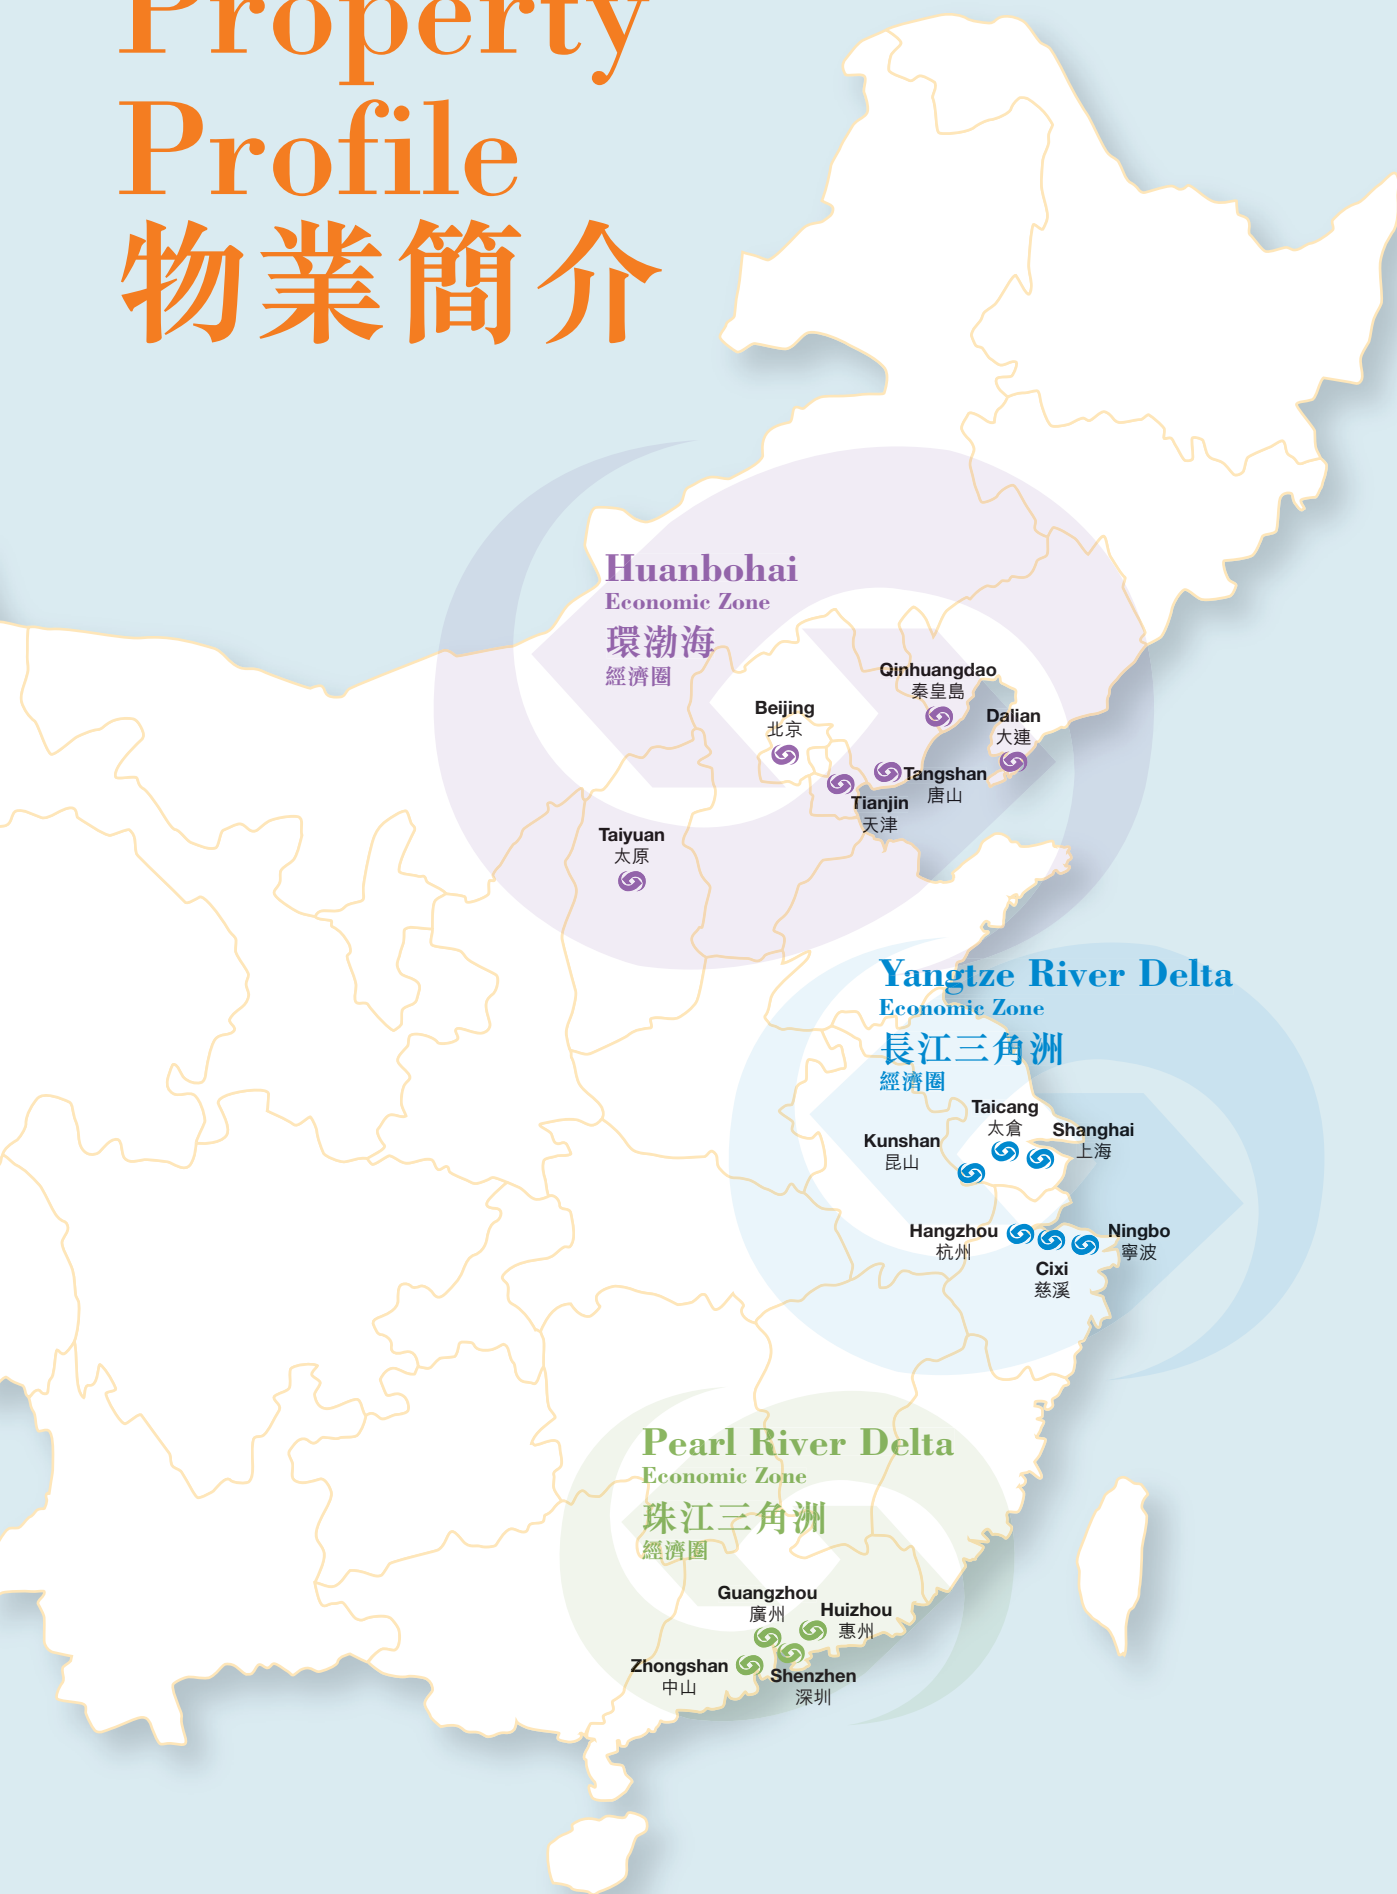 Property
Profile
物業簡介
Huanbohai
Economic Zone
環渤海
經濟圈
Qinhuangdao
秦皇島
Beijing
北京
Dalian
大連
Tangshan
唐山
Tianjin
天津
Taiyuan
太原
Yangtze River Delta
Economic Zone
長江三角洲
經濟圈
Taicang
太倉
Shanghai
上海
Kunshan
昆山
Hangzhou
杭州
Ningbo
寧波
Cixi
慈溪
Pearl River Delta
Economic Zone
珠江三角洲
經濟圈
Guangzhou
廣州
Huizhou
惠州
Zhongshan
中山
Shenzhen
深圳